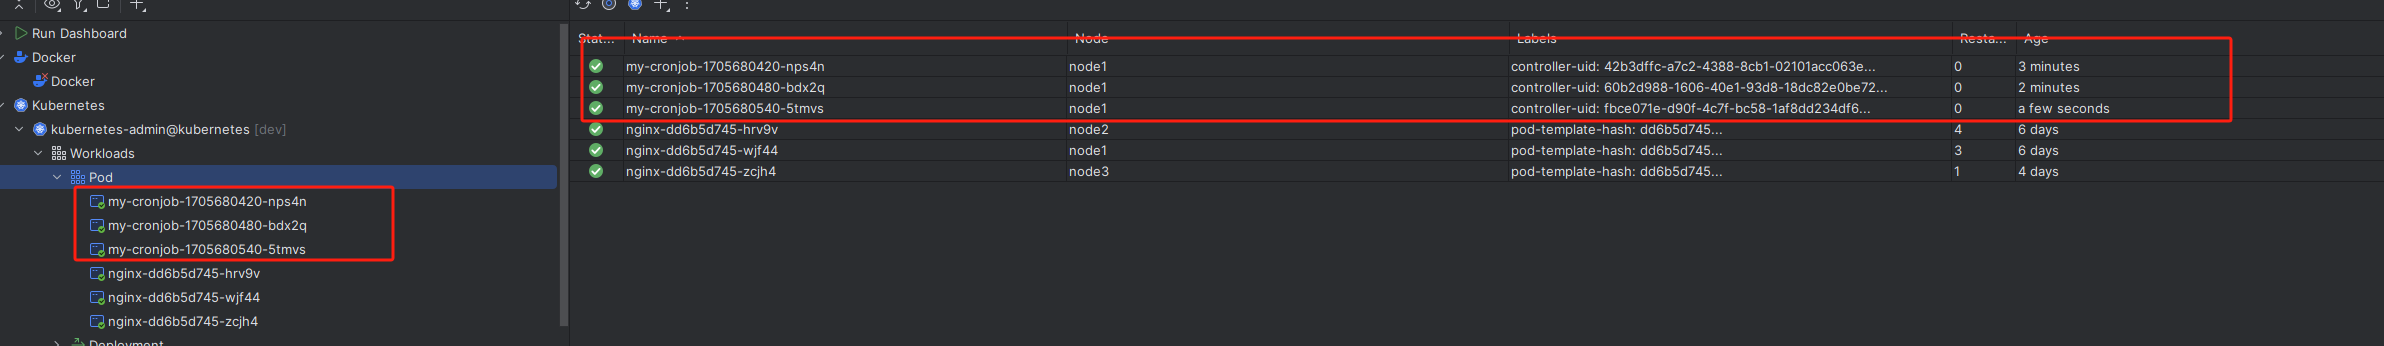 Run Dashboard
Docker
Docker
Kubernetes
kubernetes-admin@kubernetes [dev]
Workloads
Pod
my-cronjob-1705680420-nps4n
my-cronjob-1705680480-bdx2q
my-cronjob-1705680540-5tmvs
nginx-dd6b5d745-hrv9v
nginx-dd6b5d745-wjf44
nginx-dd6b5d745-zcjh4
Deployment
Stat... Name Node Labels Resta... Age
my-cronjob-1705680420-nps4n node1 controller-uid: 42b3dffc-a7c2-4388-8cb1-02101acc063e... 0 3 minutes
my-cronjob-1705680480-bdx2q node1 controller-uid: 60b2d988-1606-40e1-93d8-18dc82e0be72... 0 2 minutes
my-cronjob-1705680540-5tmvs node1 controller-uid: fbce071e-d90f-4c7f-bc58-1af8dd234df6... 0 a few seconds
nginx-dd6b5d745-hrv9v node2 pod-template-hash: dd6b5d745... 4 6 days
nginx-dd6b5d745-wjf44 node1 pod-template-hash: dd6b5d745... 3 6 days
nginx-dd6b5d745-zcjh4 node3 pod-template-hash: dd6b5d745... 1 4 days